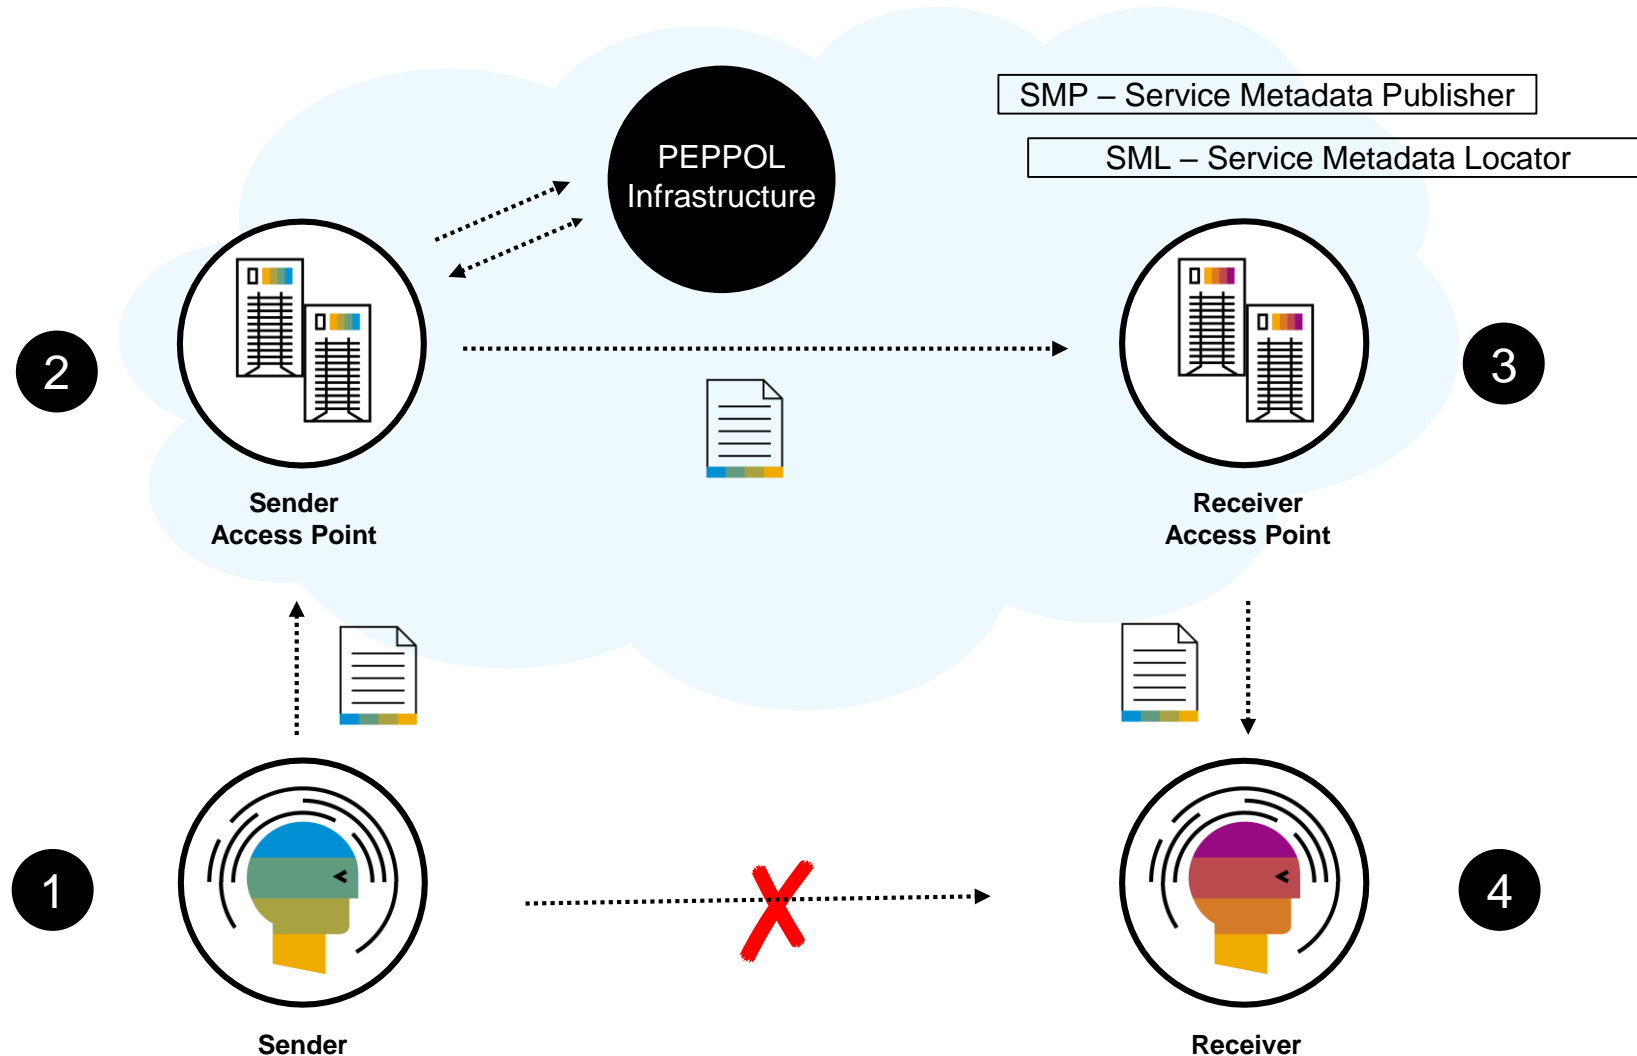 SMP – Service Metadata Publisher
PEPPOL
Infrastructure
SML – Service Metadata Locator
2
3
Sender
Access Point
Receiver
Access Point
1
4
Sender
Receiver